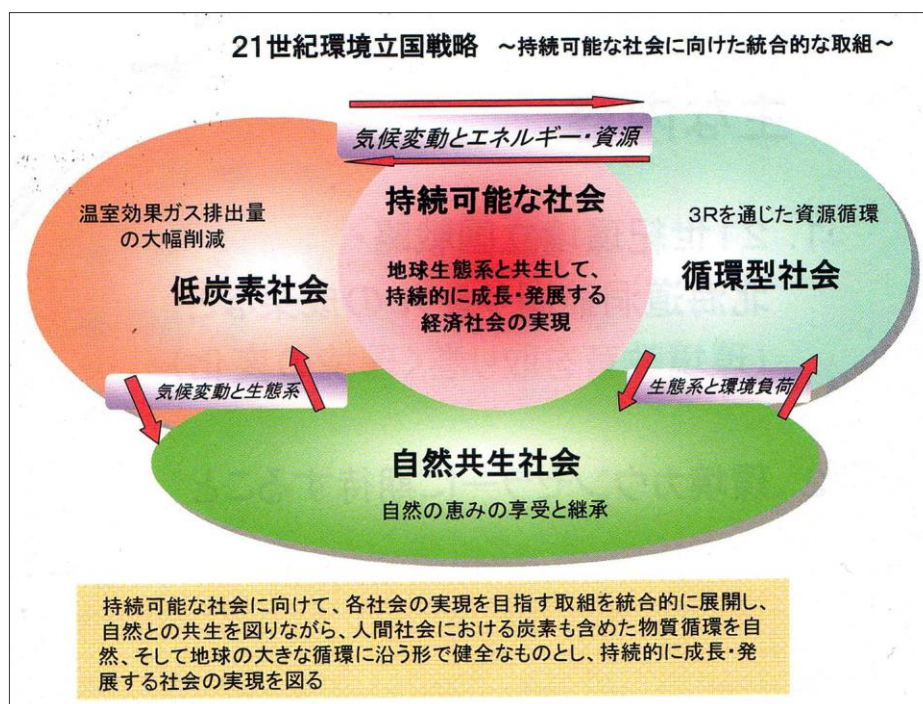 21世紀環境立国戦略 ～持続可能な社会に向けた統合的な取組～
気候変動とエネルギー・資源
持続可能な社会
地球生態系と共生して、
持続的に成長・発展する
経済社会の実現
温室効果ガス排出量
の大幅削減
低炭素社会
3Rを通じた資源循環
循環型社会
気候変動と生態系
生態系と環境負荷
自然共生社会
自然の恵みの享受と継承
持続可能な社会に向けて、各社会の実現を目指す取組を統合的に展開し、
自然との共生を図りながら、人間社会における炭素も含めた物質循環を自
然、そして地球の大きな循環に沿う形で健全なものとし、持続的に成長・発
展する社会の実現を図る